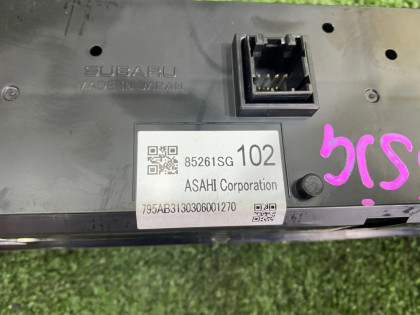 SUBARU
MADE IN JAPAN
85261SG 102
ASAHI Corporation
795AB3130306001270